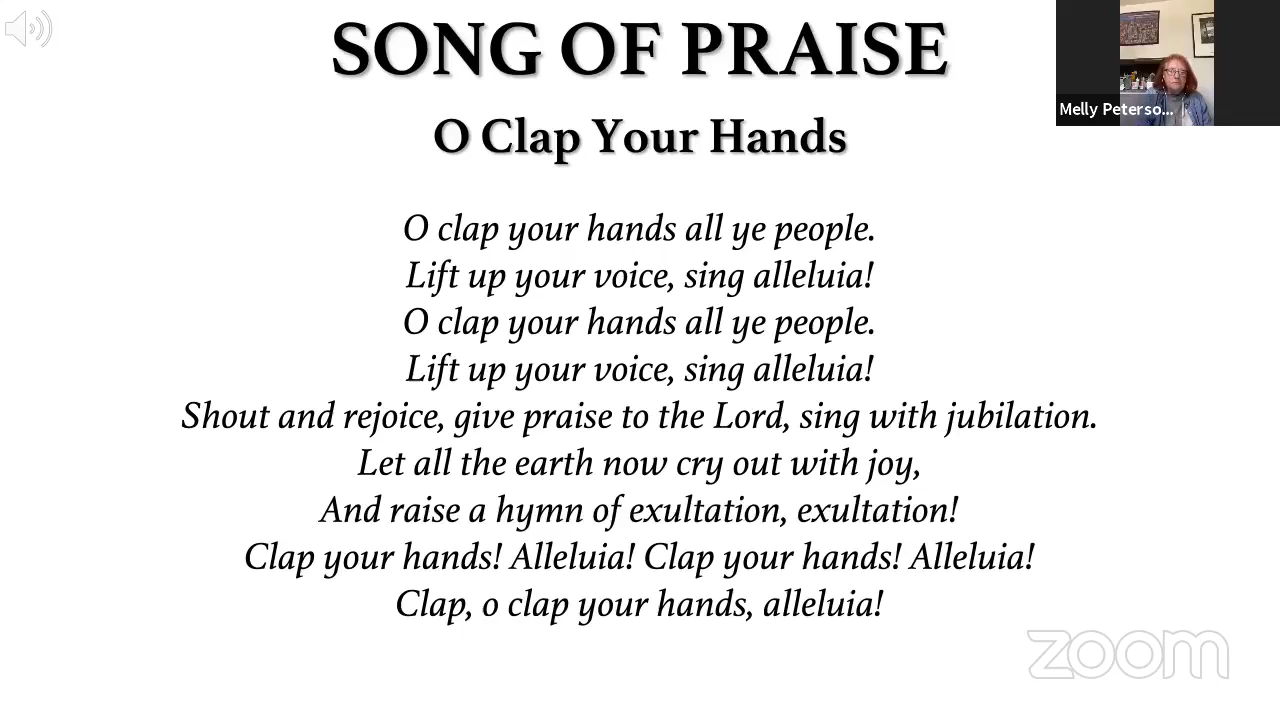 SONG OF PRAISE
Melly Peterso...
O Clap Your Hands
O clap your hands all ye people.
Lift up your voice, sing alleluia!
O clap your hands all ye people.
Lift up your voice, sing alleluia!
Shout and rejoice, give praise to the Lord, sing with jubilation.
Let all the earth now cry out with joy,
And raise a hymn of exultation, exultation!
Clap your hands! Alleluia! Clap your hands! Alleluia!
Clap, o clap your hands, alleluia!
zoom